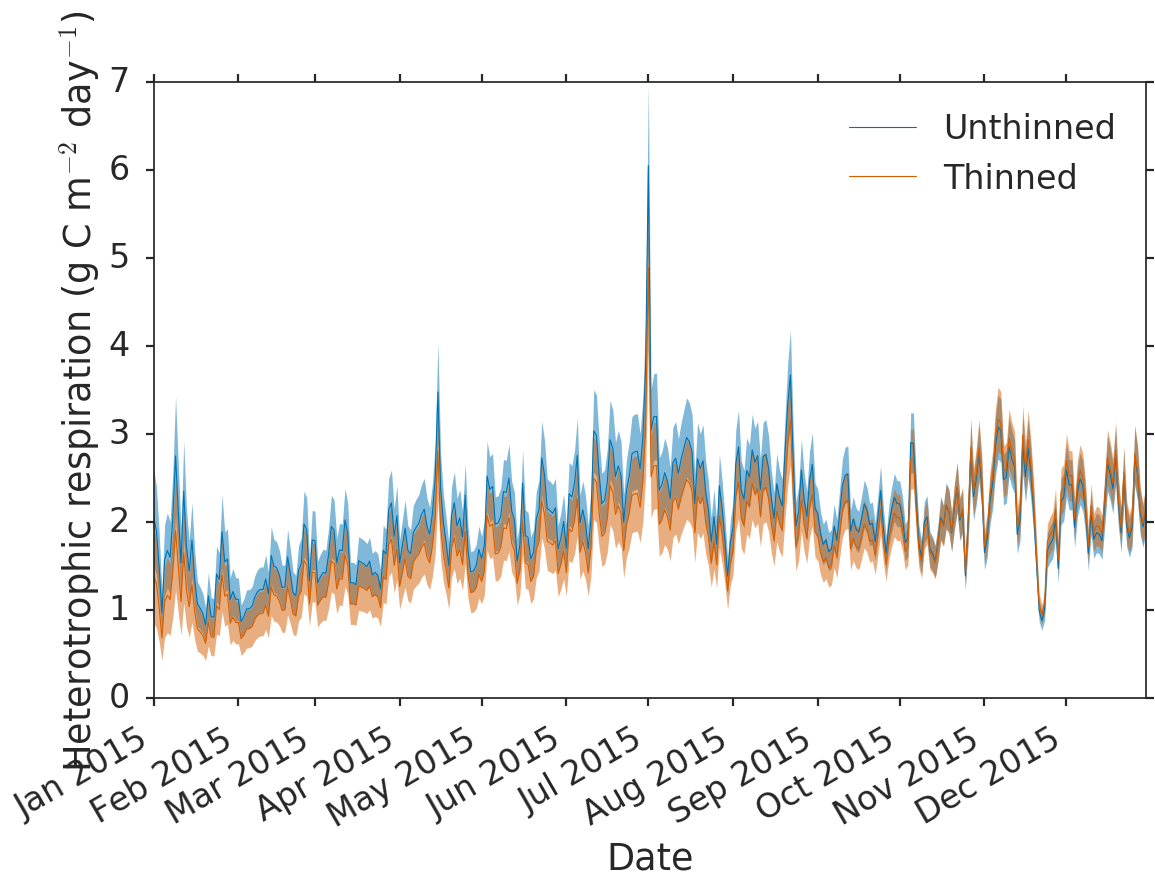 Heterotrophic respiration (g C m⁻² day⁻¹)
7
6
5
4
3
2
1
0
Unthinned
Thinned
Jan 2015
Feb 2015
Mar 2015
Apr 2015
May 2015
Jun 2015
Jul 2015
Aug 2015
Sep 2015
Oct 2015
Nov 2015
Dec 2015
Date